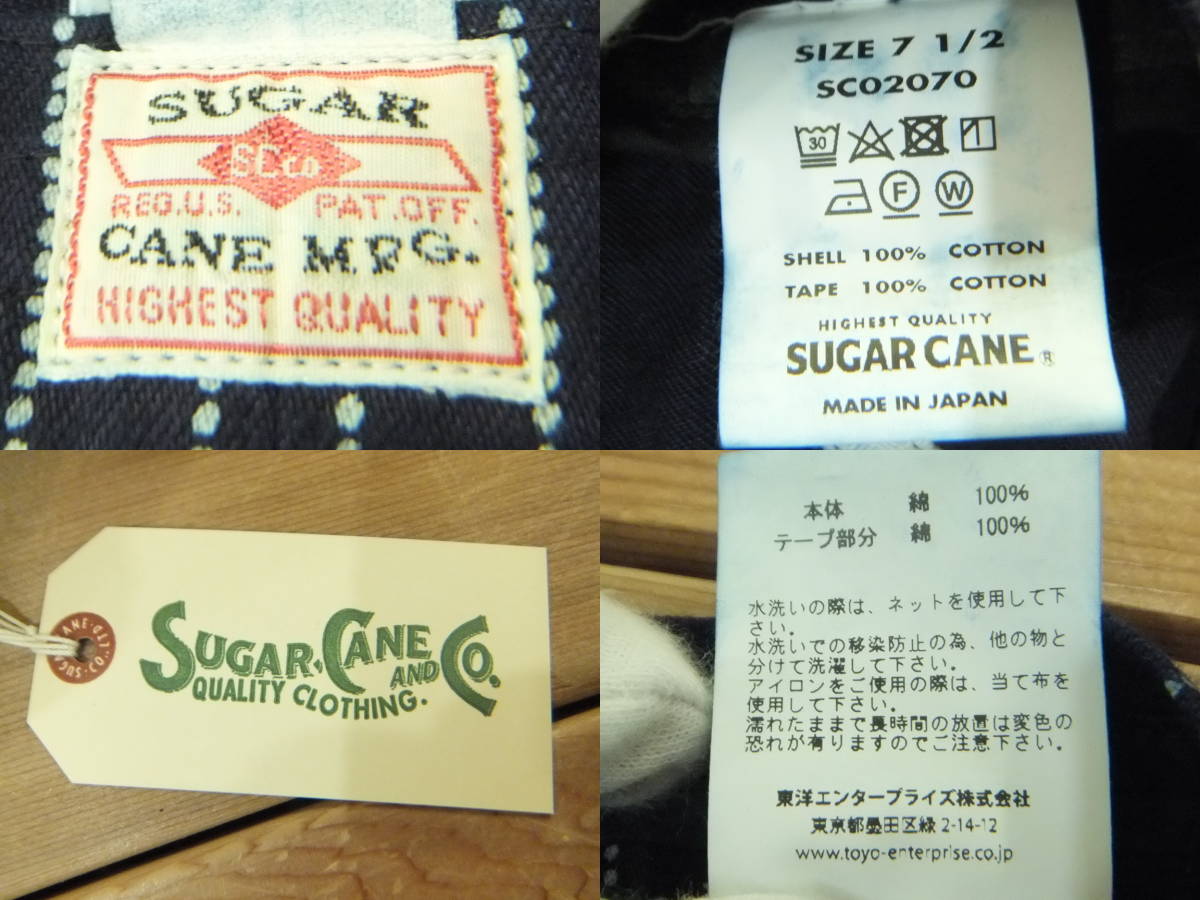 SUGAR
SCCo
REG.U.S. PAT.OFF.
CANE MFG.
HIGHEST QUALITY
SIZE 7 1/2
SC02070
30
1
F W
SHELL 100% COTTON
TAPE 100% COTTON
HIGHEST QUALITY
SUGAR CANE®
MADE IN JAPAN
SUGAR CANE
AND CO.
QUALITY CLOTHING.
本体 綿 100%
テープ部分 綿 100%
水洗いの際は、ネットを使用して下
さい。
水洗いでの移染防止の為、他の物と
分けて洗濯して下さい。
アイロンをご使用の際は、当て布を
使用して下さい。
濡れたままで長時間の放置は変色の
恐れが有りますのでご注意下さい。
東洋エンタープライズ株式会社
東京都墨田区緑 2-14-12
www.toyo-enterprise.co.jp